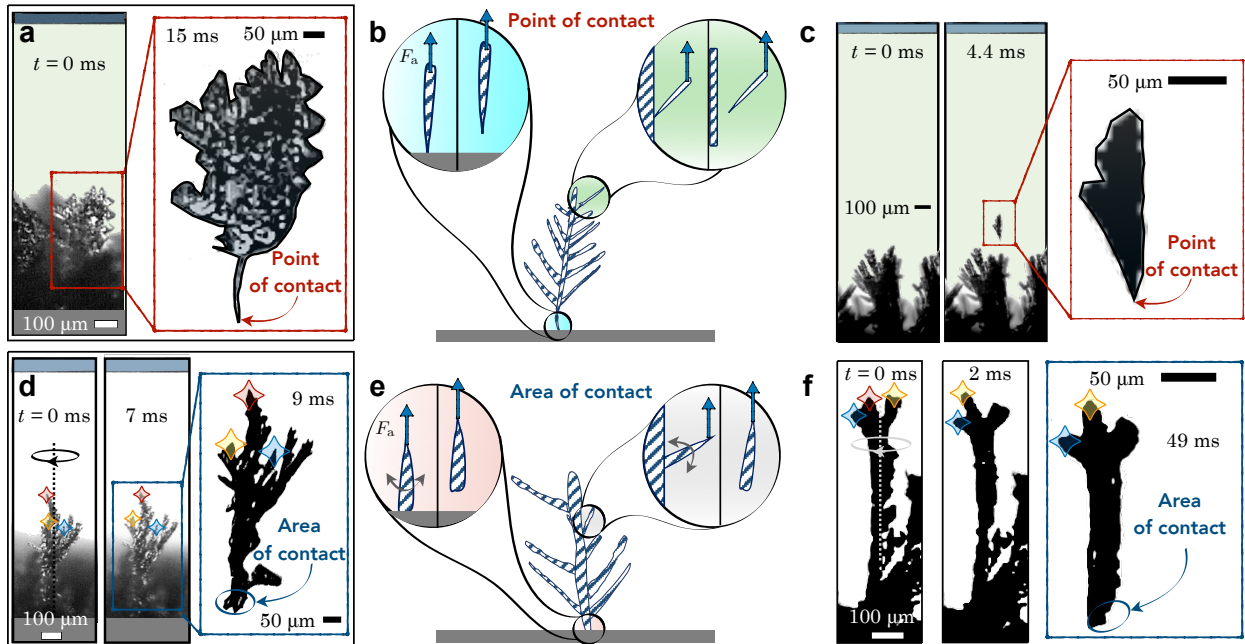 a
15 ms
50 μm
t = 0 ms
Point
of contact
100 μm
b
Point of contact
Fa
c
t = 0 ms
4.4 ms
50 μm
100 μm
Point
of contact
d
t = 0 ms
7 ms
9 ms
Area
of contact
100 μm
50 μm
e
Area of contact
Fa
f
t = 0 ms
2 ms
50 μm
49 ms
Area
of contact
100 μm